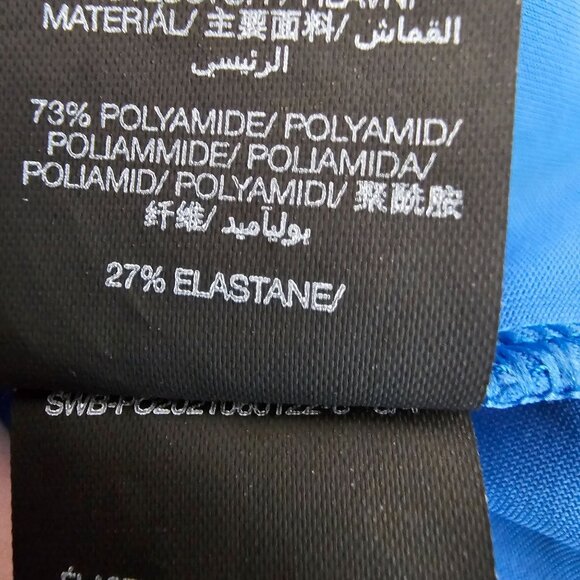 MATERIAL/ 主要面料/ القماش
الرئيسي
73% POLYAMIDE/ POLYAMID/
POLIAMMIDE/ POLIAMIDA/
POLIAMID/ POLYAMIDI/ 聚酰胺
纤维/ بولياميد
27% ELASTANE/